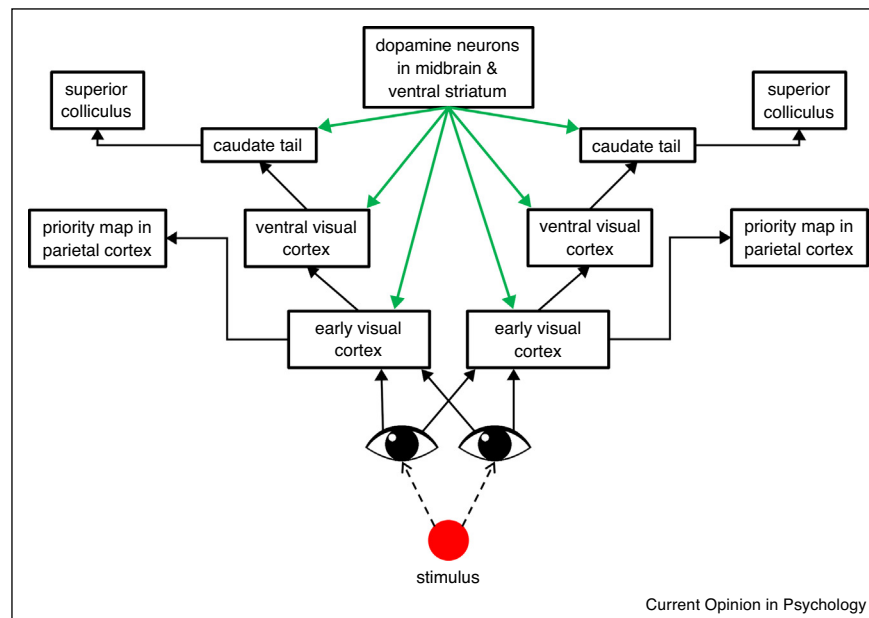 dopamine neurons
in midbrain &
ventral striatum
superior
colliculus
superior
colliculus
caudate tail
caudate tail
priority map in
parietal cortex
ventral visual
cortex
ventral visual
cortex
priority map in
parietal cortex
early visual
cortex
early visual
cortex
stimulus
Current Opinion in Psychology